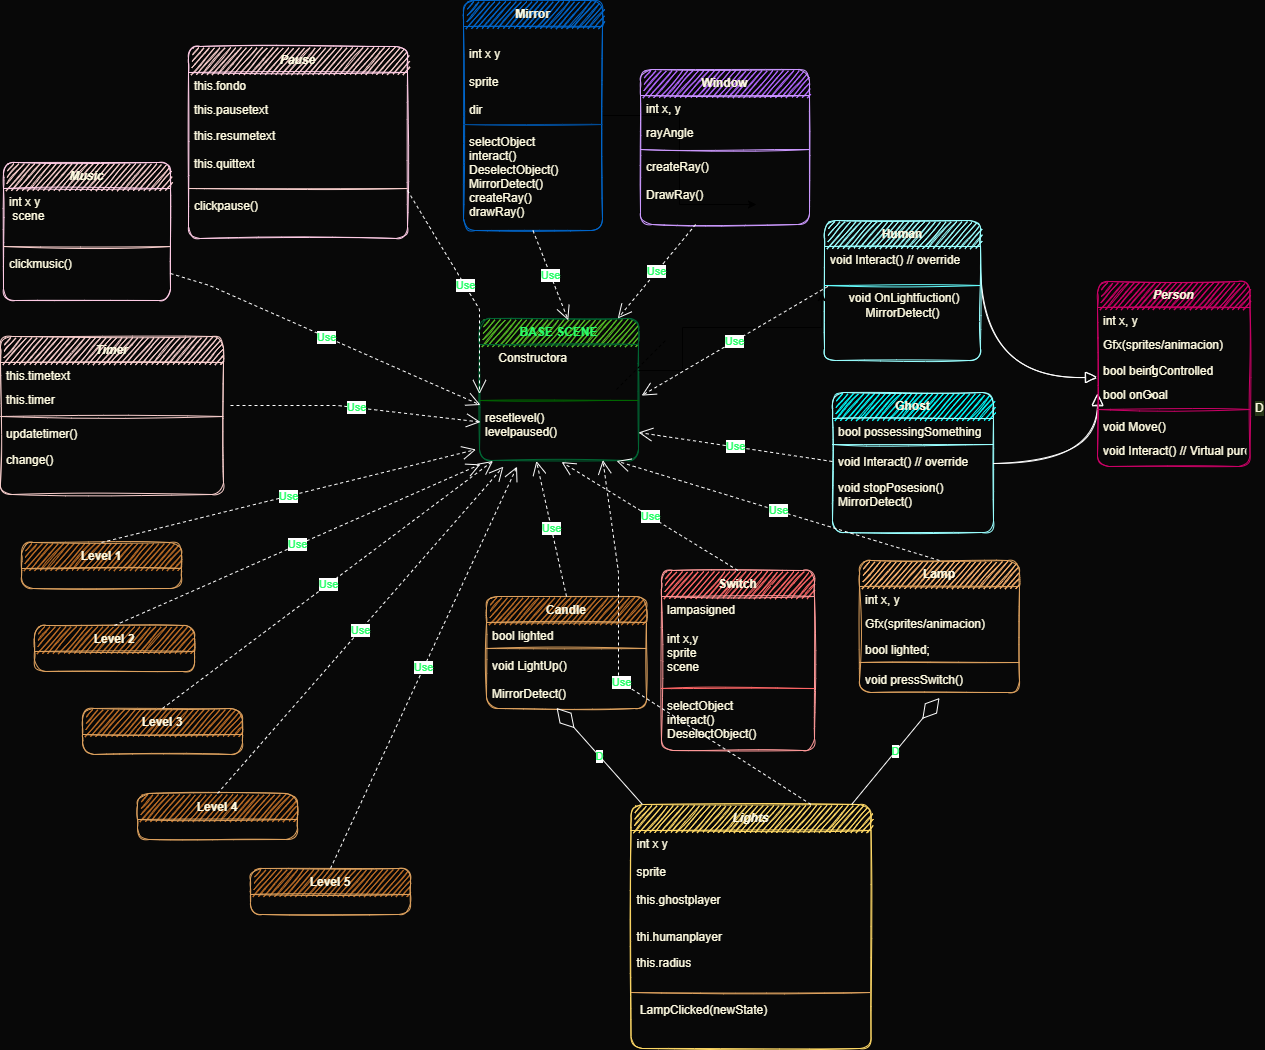 Mirror
int x y
sprite
dir
selectObject
interact()
DeselectObject()
MirrorDetect()
createRay()
drawRay()
Pause
this.fondo
this.pausetext
this.resumetext
this.quittext
clickpause()
Window
int x, y
rayAngle
createRay()
DrawRay()
Music
int x y
scene
clickmusic()
Human
void Interact() // override
void OnLightfuction()
MirrorDetect()
Person
int x, y
Gfx(sprites/animacion)
bool beingControlled
bool onGoal
void Move()
void Interact() // Virtual pur
D
Use
Use
Use
Use
Use
Use
Use
Use
BASE SCENE
Constructora
resetlevel()
levelpaused()
Timer
this.timetext
this.timer
updatetimer()
change()
Ghost
bool possessingSomething
void Interact() // override
void stopPosesion()
MirrorDetect()
Use
Use
Use
Use
Use
Use
Use
Use
Use
Level 1
Level 2
Level 3
Level 4
Level 5
Candle
bool lighted
void LightUp()
MirrorDetect()
Switch
lampasigned
int x,y
sprite
scene
selectObject
interact()
DeselectObject()
Lamp
int x, y
Gfx(sprites/animacion)
bool lighted;
void pressSwitch()
D
D
Lights
int x y
sprite
this.ghostplayer
thi.humanplayer
this.radius
LampClicked(newState)